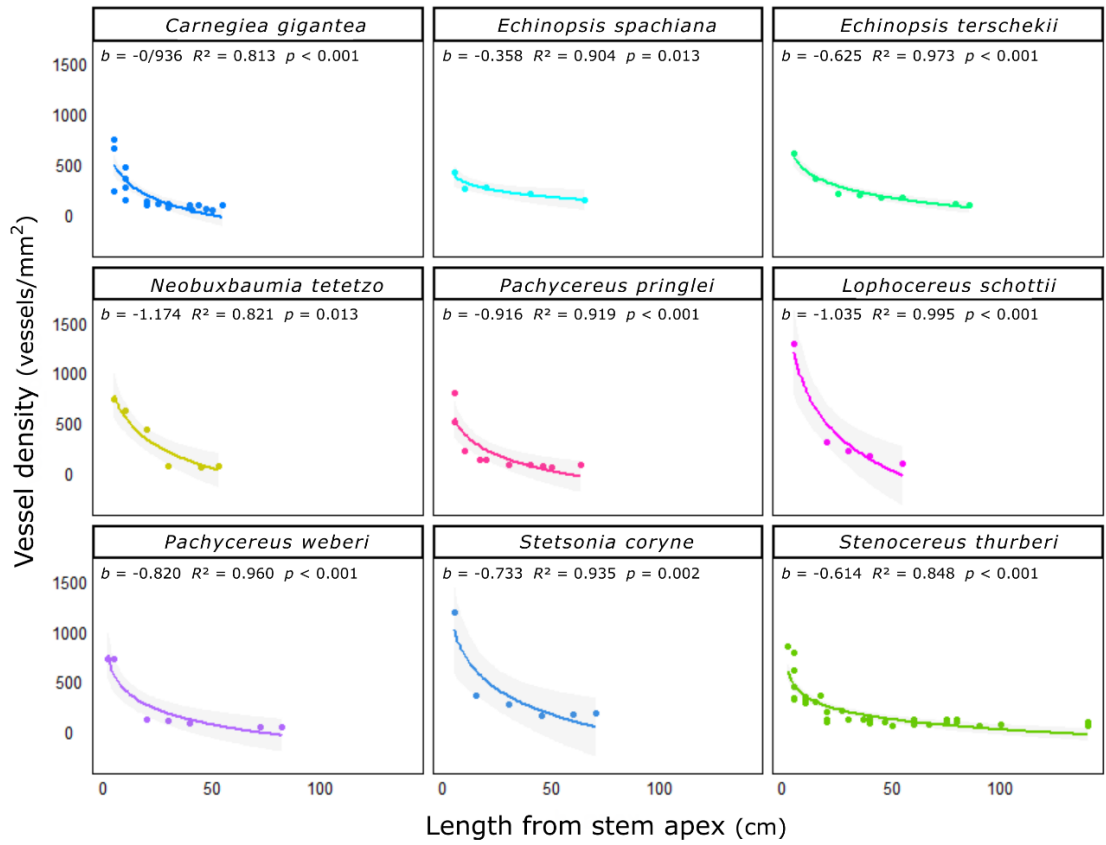 Carnegiea gigantea
b = -0/936 R² = 0.813 p < 0.001
Echinopsis spachiana
b = -0.358 R² = 0.904 p = 0.013
Echinopsis terschekii
b = -0.625 R² = 0.973 p < 0.001
1500
1000
500
0
Neobuxbaumia tetetzo
b = -1.174 R² = 0.821 p = 0.013
Pachycereus pringlei
b = -0.916 R² = 0.919 p < 0.001
Lophocereus schottii
b = -1.035 R² = 0.995 p < 0.001
1500
1000
500
0
Pachycereus weberi
b = -0.820 R² = 0.960 p < 0.001
Stetsonia coryne
b = -0.733 R² = 0.935 p = 0.002
Stenocereus thurberi
b = -0.614 R² = 0.848 p < 0.001
1500
1000
500
0
0 50 100
0 50 100
0 50 100
Vessel density (vessels/mm²)
Length from stem apex (cm)